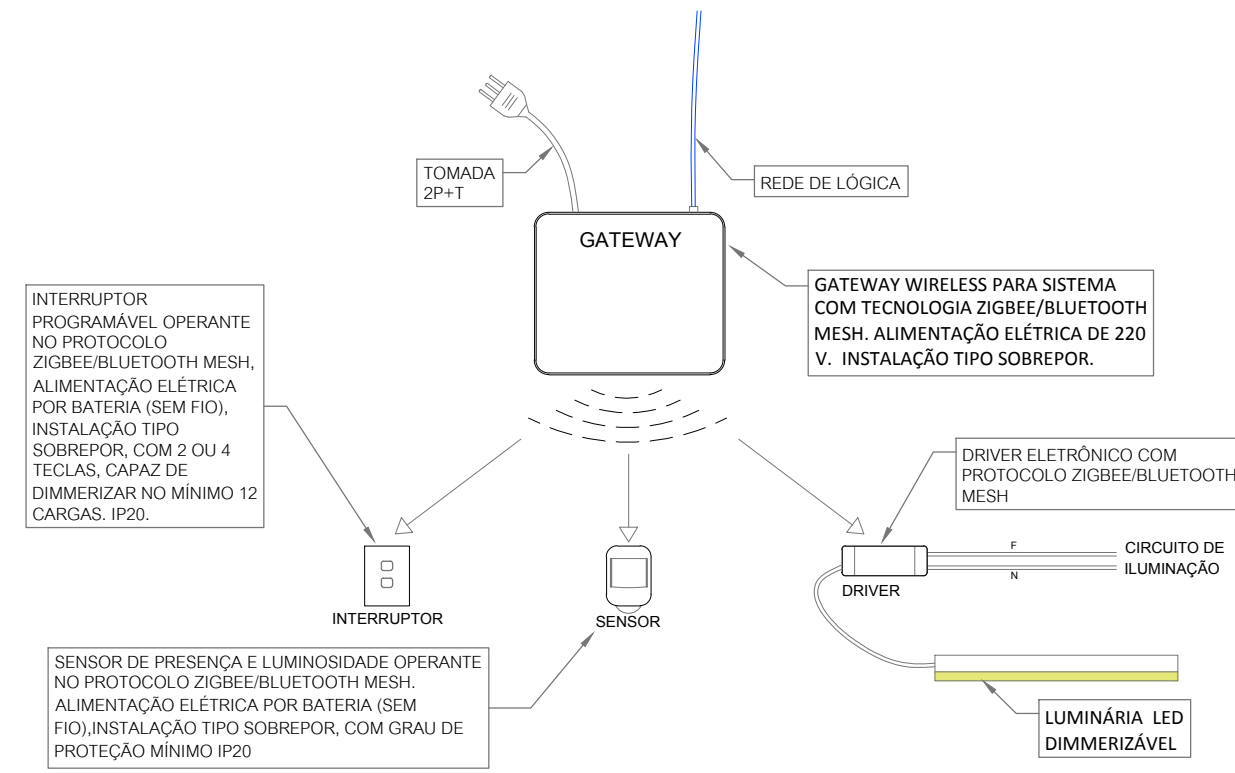 TOMADA
2P+T
REDE DE LÓGICA
GATEWAY
GATEWAY WIRELESS PARA SISTEMA
COM TECNOLOGIA ZIGBEE/BLUETOOTH
MESH. ALIMENTAÇÃO ELÉTRICA DE 220
V. INSTALAÇÃO TIPO SOBREPOR.
INTERRUPTOR
PROGRAMÁVEL OPERANTE
NO PROTOCOLO
ZIGBEE/BLUETOOTH MESH,
ALIMENTAÇÃO ELÉTRICA
POR BATERIA (SEM FIO),
INSTALAÇÃO TIPO
SOBREPOR, COM 2 OU 4
TECLAS, CAPAZ DE
DIMMERIZAR NO MÍNIMO 12
CARGAS. IP20.
DRIVER ELETRÔNICO COM
PROTOCOLO ZIGBEE/BLUETOOTH
MESH
F
N
CIRCUITO DE
ILUMINAÇÃO
DRIVER
INTERRUPTOR
SENSOR
SENSOR DE PRESENÇA E LUMINOSIDADE OPERANTE
NO PROTOCOLO ZIGBEE/BLUETOOTH MESH.
ALIMENTAÇÃO ELÉTRICA POR BATERIA (SEM
FIO),INSTALAÇÃO TIPO SOBREPOR, COM GRAU DE
PROTEÇÃO MÍNIMO IP20
LUMINÁRIA LED
DIMMERIZÁVEL